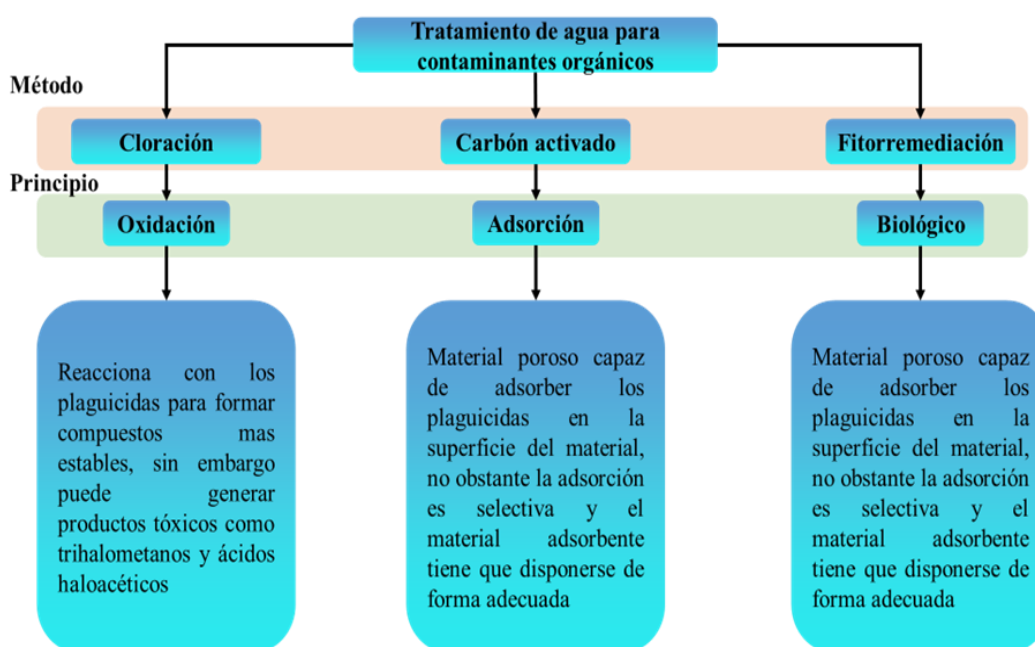 Tratamiento de agua para
contaminantes orgánicos
Método
Cloración
Carbón activado
Fitorremediación
Principio
Oxidación
Adsorción
Biológico
Reacciona con los
plaguicidas para formar
compuestos mas
estables, sin embargo
puede generar
productos tóxicos como
trihalometanos y ácidos
haloacéticos
Material poroso capaz
de adsorber los
plaguicidas en la
superficie del material,
no obstante la adsorción
es selectiva y el
material adsorbente
tiene que disponerse de
forma adecuada
Material poroso capaz
de adsorber los
plaguicidas en la
superficie del material,
no obstante la adsorción
es selectiva y el
material adsorbente
tiene que disponerse de
forma adecuada